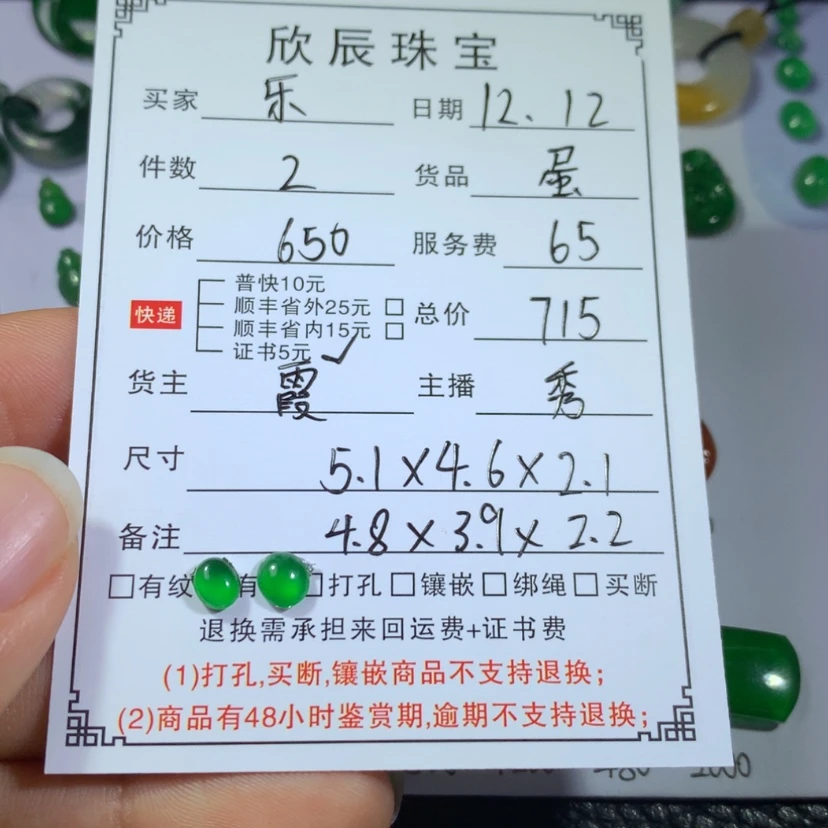 欣辰珠宝
买家 乐 日期 12.12
件数 2 货品 蛋
价格 650 服务费 65
快递 普快10元
顺丰省外25元 □ 总价 715
顺丰省内15元 □
证书5元 ✓
货主 霞 主播 秀
尺寸 5.1×4.6×2.1
备注 4.8×3.9×2.2
□有纹 有 □打孔 □镶嵌 □绑绳 □买断
退换需承担来回运费+证书费
(1)打孔,买断,镶嵌商品不支持退换;
(2)商品有48小时鉴赏期,逾期不支持退换;